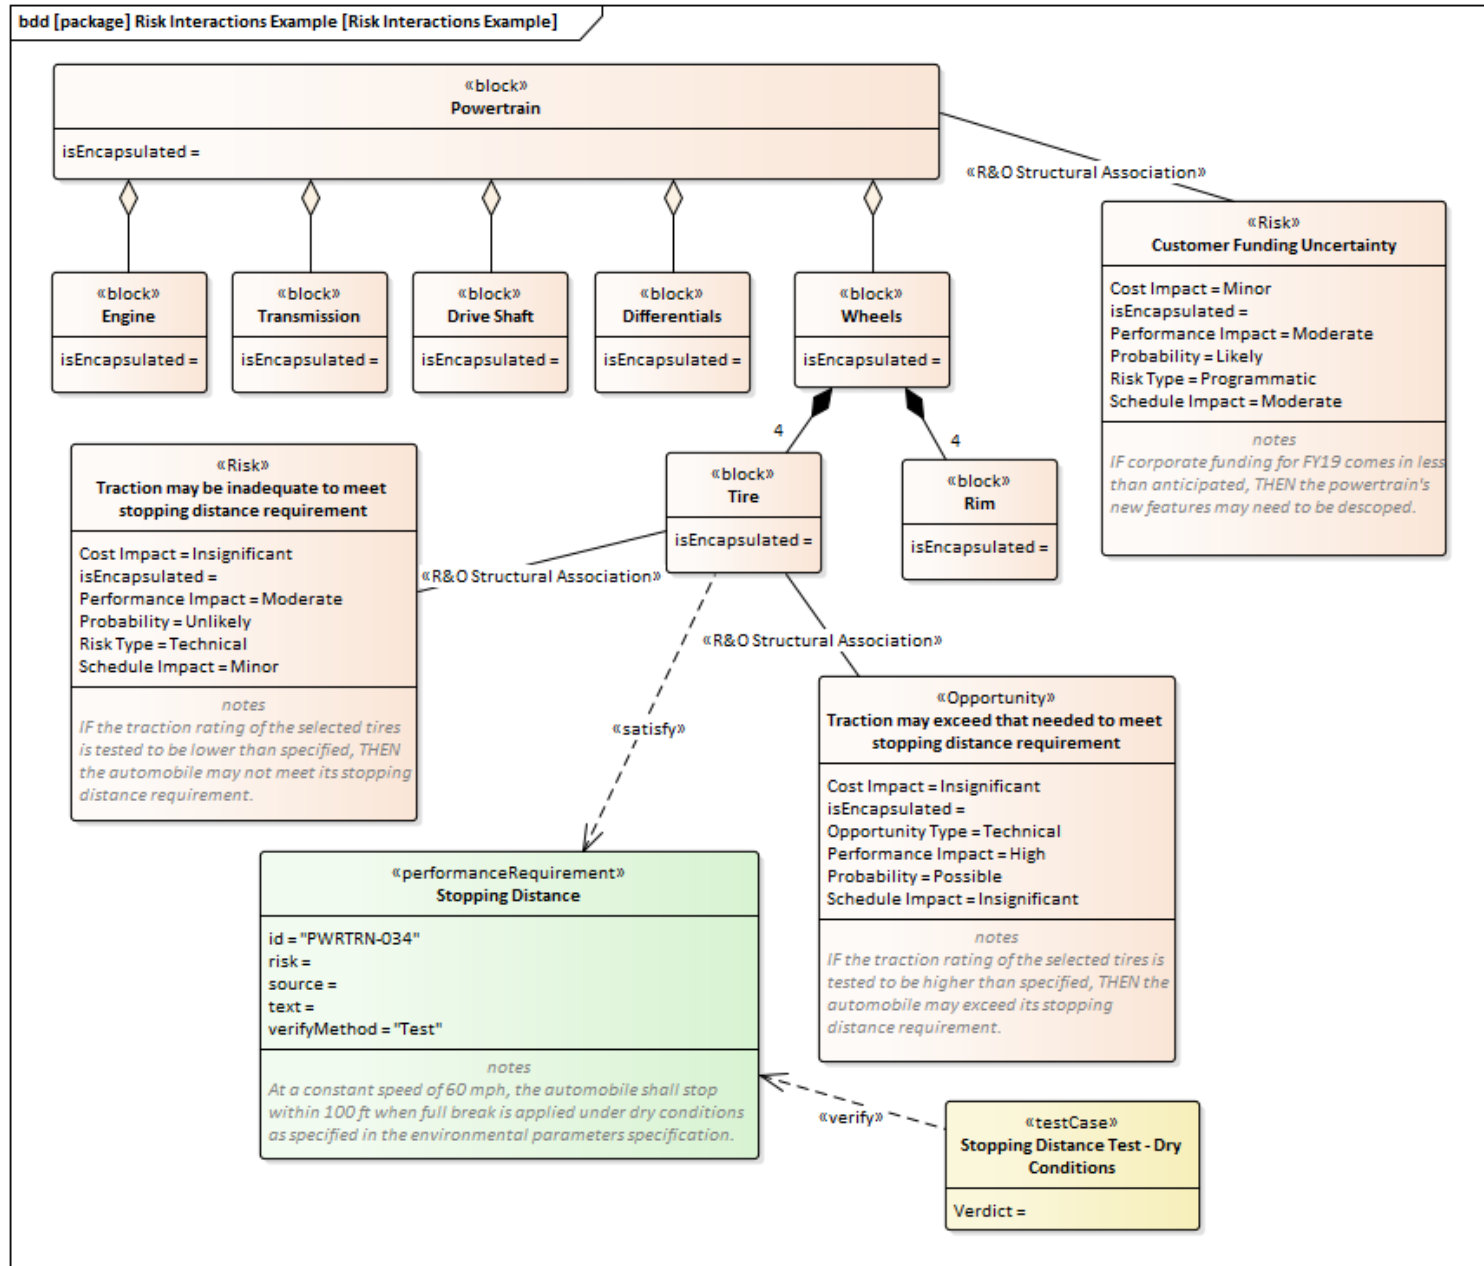 bdd [package] Risk Interactions Example [Risk Interactions Example]
«block»
Powertrain
isEncapsulated =
«R&O Structural Association»
«Risk»
Customer Funding Uncertainty
Cost Impact = Minor
isEncapsulated =
Performance Impact = Moderate
Probability = Likely
Risk Type = Programmatic
Schedule Impact = Moderate
notes
IF corporate funding for FY19 comes in less
than anticipated, THEN the powertrain's
new features may need to be descoped.
«block»
Engine
isEncapsulated =
«block»
Transmission
isEncapsulated =
«block»
Drive Shaft
isEncapsulated =
«block»
Differentials
isEncapsulated =
«block»
Wheels
isEncapsulated =
4
4
«block»
Tire
isEncapsulated =
«block»
Rim
isEncapsulated =
«Risk»
Traction may be inadequate to meet
stopping distance requirement
Cost Impact = Insignificant
isEncapsulated =
Performance Impact = Moderate
Probability = Unlikely
Risk Type = Technical
Schedule Impact = Minor
notes
IF the traction rating of the selected tires
is tested to be lower than specified, THEN
the automobile may not meet its stopping
distance requirement.
«R&O Structural Association»
«R&O Structural Association»
«satisfy»
«Opportunity»
Traction may exceed that needed to meet
stopping distance requirement
Cost Impact = Insignificant
isEncapsulated =
Opportunity Type = Technical
Performance Impact = High
Probability = Possible
Schedule Impact = Insignificant
notes
IF the traction rating of the selected tires is
tested to be higher than specified, THEN the
automobile may exceed its stopping
distance requirement.
«performanceRequirement»
Stopping Distance
id = "PWRTRN-034"
risk =
source =
text =
verifyMethod = "Test"
notes
At a constant speed of 60 mph, the automobile shall stop
within 100 ft when full break is applied under dry conditions
as specified in the environmental parameters specification.
«verify»
«testCase»
Stopping Distance Test - Dry
Conditions
Verdict =